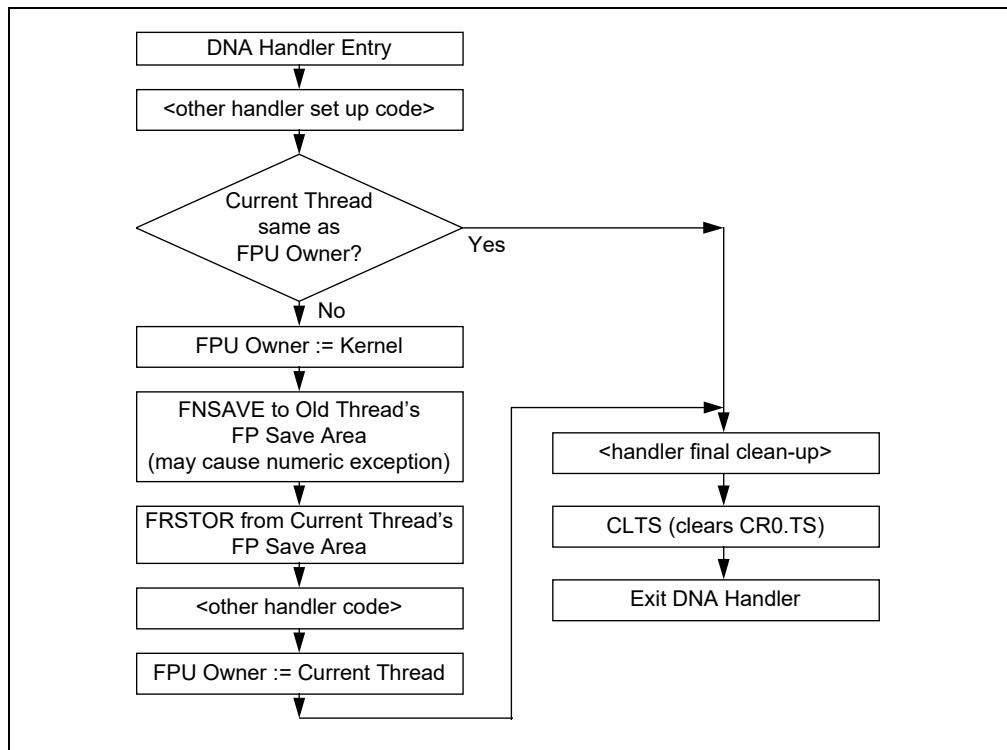 DNA Handler Entry
<other handler set up code>
Current Thread
same as
FPU Owner?
Yes
No
FPU Owner := Kernel
FNSAVE to Old Thread’s
FP Save Area
(may cause numeric exception)
FRSTOR from Current Thread’s
FP Save Area
<other handler code>
FPU Owner := Current Thread
<handler final clean-up>
CLTS (clears CR0.TS)
Exit DNA Handler